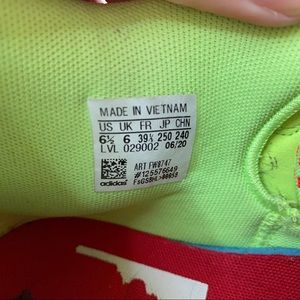 MADE IN VIETNAM
US UK FR JP CHN
6½ 6 39⅓ 250 240
LVL 029002 06/20
ART FW8747
#125576649
adidas